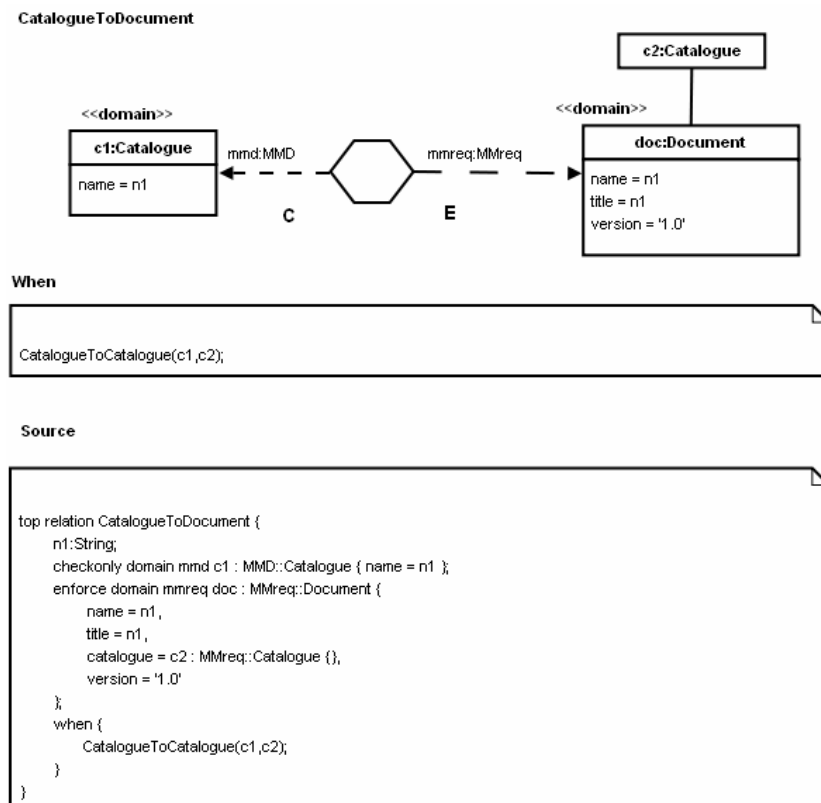 CatalogueToDocument
c2:Catalogue
<<domain>>
<<domain>>
c1:Catalogue
mmd:MMD
mmreq:MMreq
doc:Document
name = n1
name = n1
title = n1
version = '1.0'
C
E
When
CatalogueToCatalogue(c1,c2);
Source
top relation CatalogueToDocument {
n1:String;
checkonly domain mmd c1 : MMD::Catalogue { name = n1 };
enforce domain mmreq doc : MMreq::Document {
name = n1,
title = n1,
catalogue = c2 : MMreq::Catalogue {},
version = '1.0'
};
when {
CatalogueToCatalogue(c1,c2);
}
}